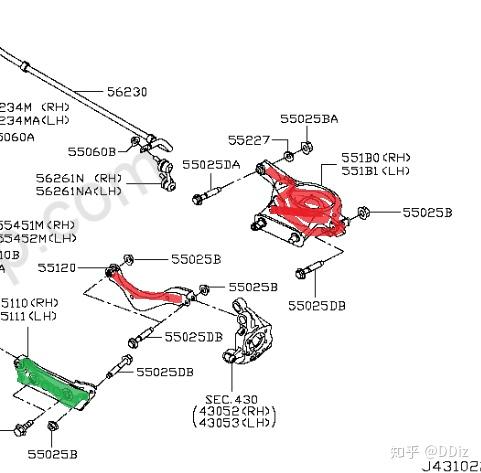 56230
234M (RH)
234MA(LH)
5060A
55060B
56261N (RH)
56261NA(LH)
55025DA
55227
55025BA
551B0(RH)
551B1(LH)
55025B
55025DB
55451M(RH)
55452M(LH)
10B
A
55120
55025B
55025B
55025DB
5110(RH)
5111(LH)
55025DB
55025B
SEC.430
(43052(RH)
43053(LH))
知乎 @DDiz
J43102
p.com